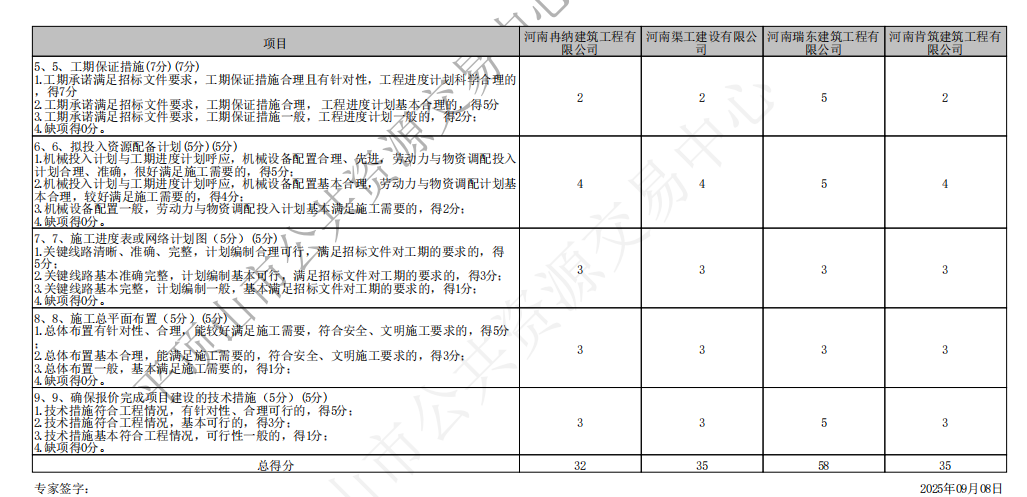 项目
河南冉纳建筑工程有
限公司
河南渠工建设有限公
司
河南瑞东建筑工程有
限公司
河南肯筑建筑工程有
限公司
5、5、工期保证措施(7分)(7分)
1.工期承诺满足招标文件要求，工期保证措施合理且有针对性，工程进度计划科学合理的
，得7分
2.工期承诺满足招标文件要求，工期保证措施合理， 工程进度计划基本合理的，得5分
3.工期承诺满足招标文件要求，工期保证措施一般，工程进度计划一般的，得2分；
4.缺项得0分。
2
2
5
2
6、6、拟投入资源配备计划(5分)(5分)
1.机械投入计划与工期进度计划呼应，机械设备配置合理、先进，劳动力与物资调配投入
计划合理、准确，很好满足施工需要的，得5分；
2.机械投入计划与工期进度计划呼应，机械设备配置基本合理，劳动力与物资调配计划基
本合理，较好满足施工需要的，得4分；
3.机械设备配置一般，劳动力与物资调配投入计划基本满足施工需要的，得2分；
4.缺项得0分。
4
4
5
4
7、7、施工进度表或网络计划图（5分）(5分)
1.关键线路清晰、准确、完整，计划编制合理可行，满足招标文件对工期的要求的，得
5分；
2.关键线路基本准确完整，计划编制基本可行，满足招标文件对工期的要求的，得3分；
3.关键线路基本完整，计划编制一般，基本满足招标文件对工期的要求的，得1分；
4.缺项得0分。
3
3
3
3
8、8、施工总平面布置（5分）(5分)
1.总体布置有针对性、合理，能较好满足施工需要，符合安全、文明施工要求的，得5分
；
2.总体布置基本合理，能满足施工需要的，符合安全、文明施工要求的，得3分；
3.总体布置一般，基本满足施工需要的，得1分；
4.缺项得0分。
3
3
3
3
9、9、确保报价完成项目建设的技术措施（5分）(5分)
1.技术措施符合工程情况，有针对性、合理可行的，得5分；
2.技术措施符合工程情况，基本可行的，得3分；
3.技术措施基本符合工程情况，可行性一般的，得1分；
4.缺项得0分。
3
3
5
3
总得分
32
35
58
35
专家签字：
2025年09月08日
平顶山市公共资源交易中心
山市公共资源交易中心